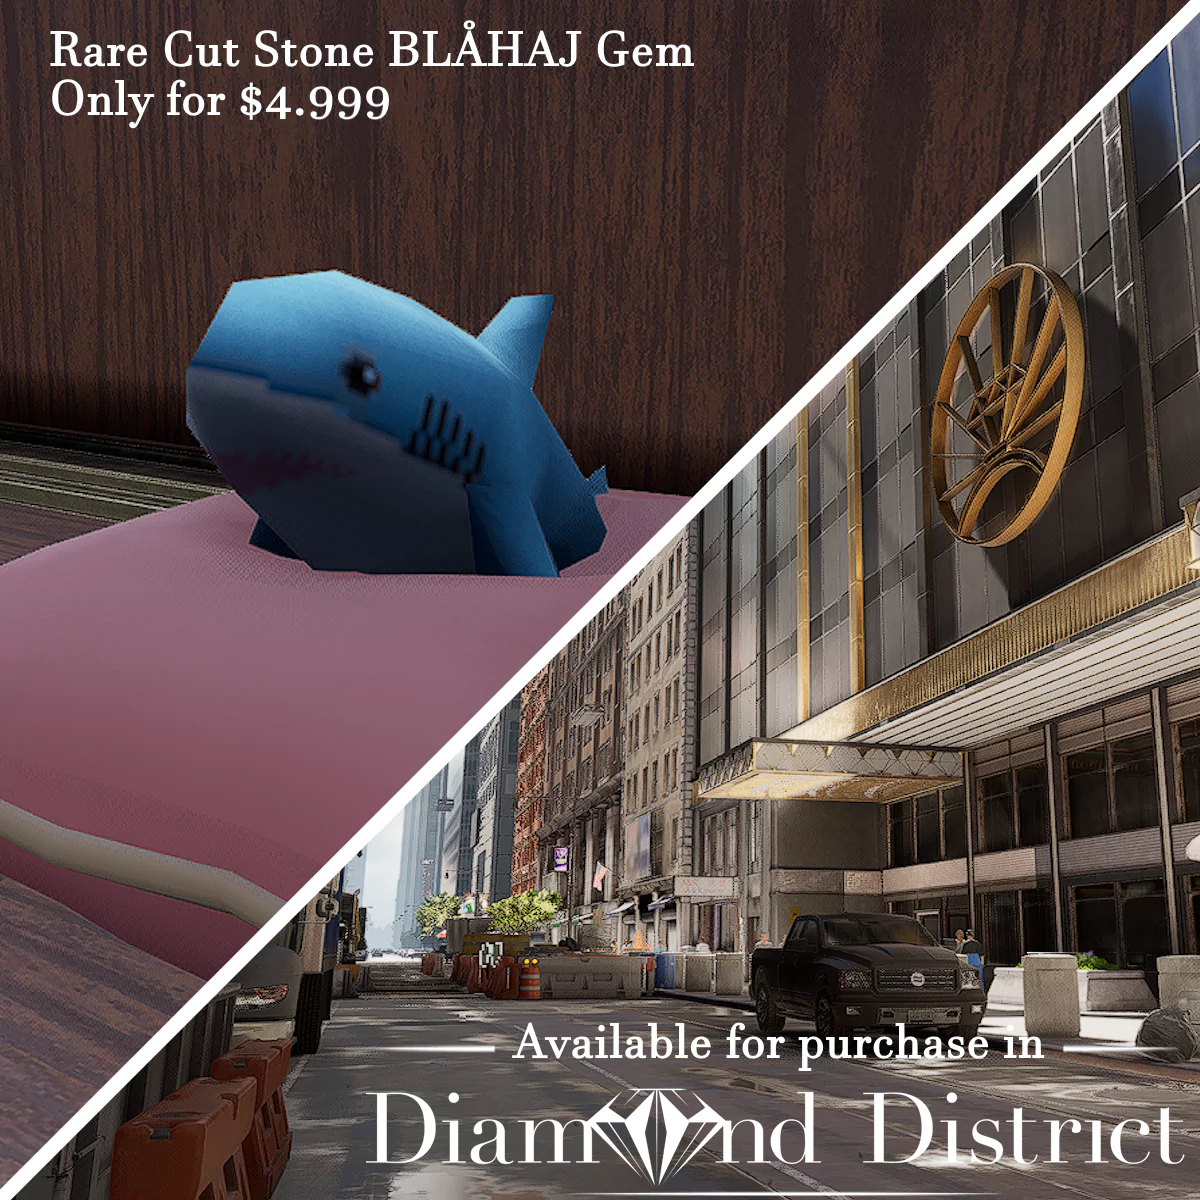 Rare Cut Stone BLÅHAJ Gem
Only for $4.999
Available for purchase in
Diamond District